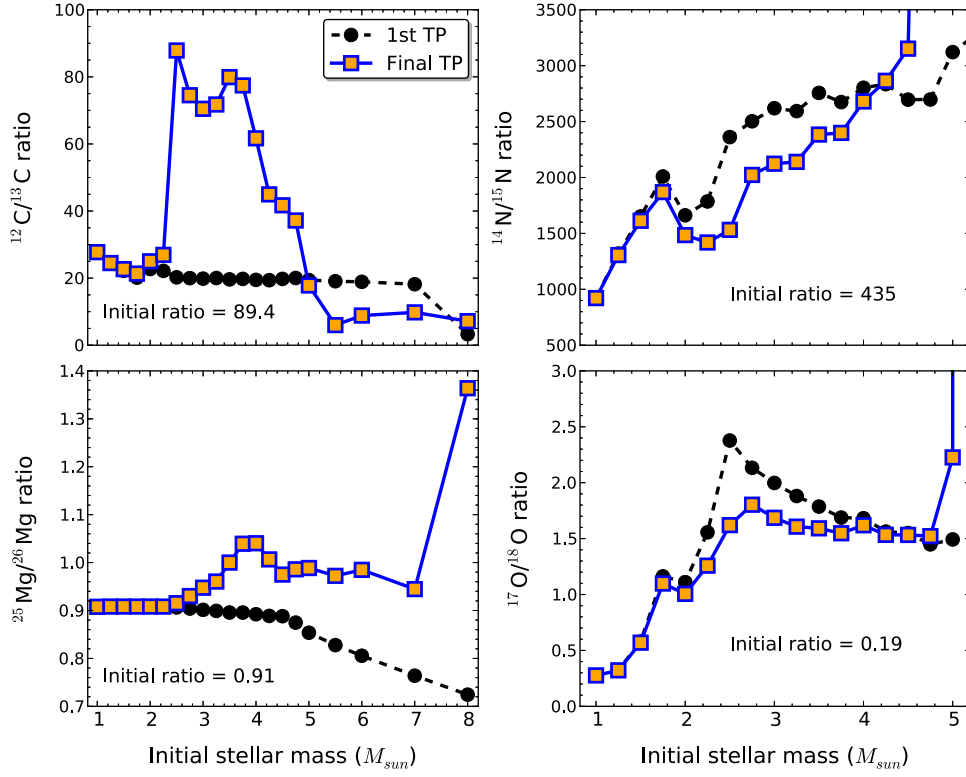 100
80
60
40
20
0
¹²C/¹³C ratio
1st TP
Final TP
Initial ratio = 89.4
4000
3500
3000
2500
2000
1500
1000
500
¹⁴N/¹⁵N ratio
Initial ratio = 435
1.4
1.3
1.2
1.1
1.0
0.9
0.8
0.7
²⁵Mg/²⁶Mg ratio
Initial ratio = 0.91
1 2 3 4 5 6 7 8
Initial stellar mass (M_sun)
3.0
2.5
2.0
1.5
1.0
0.5
0.0
¹⁷O/¹⁸O ratio
Initial ratio = 0.19
1 2 3 4 5
Initial stellar mass (M_sun)